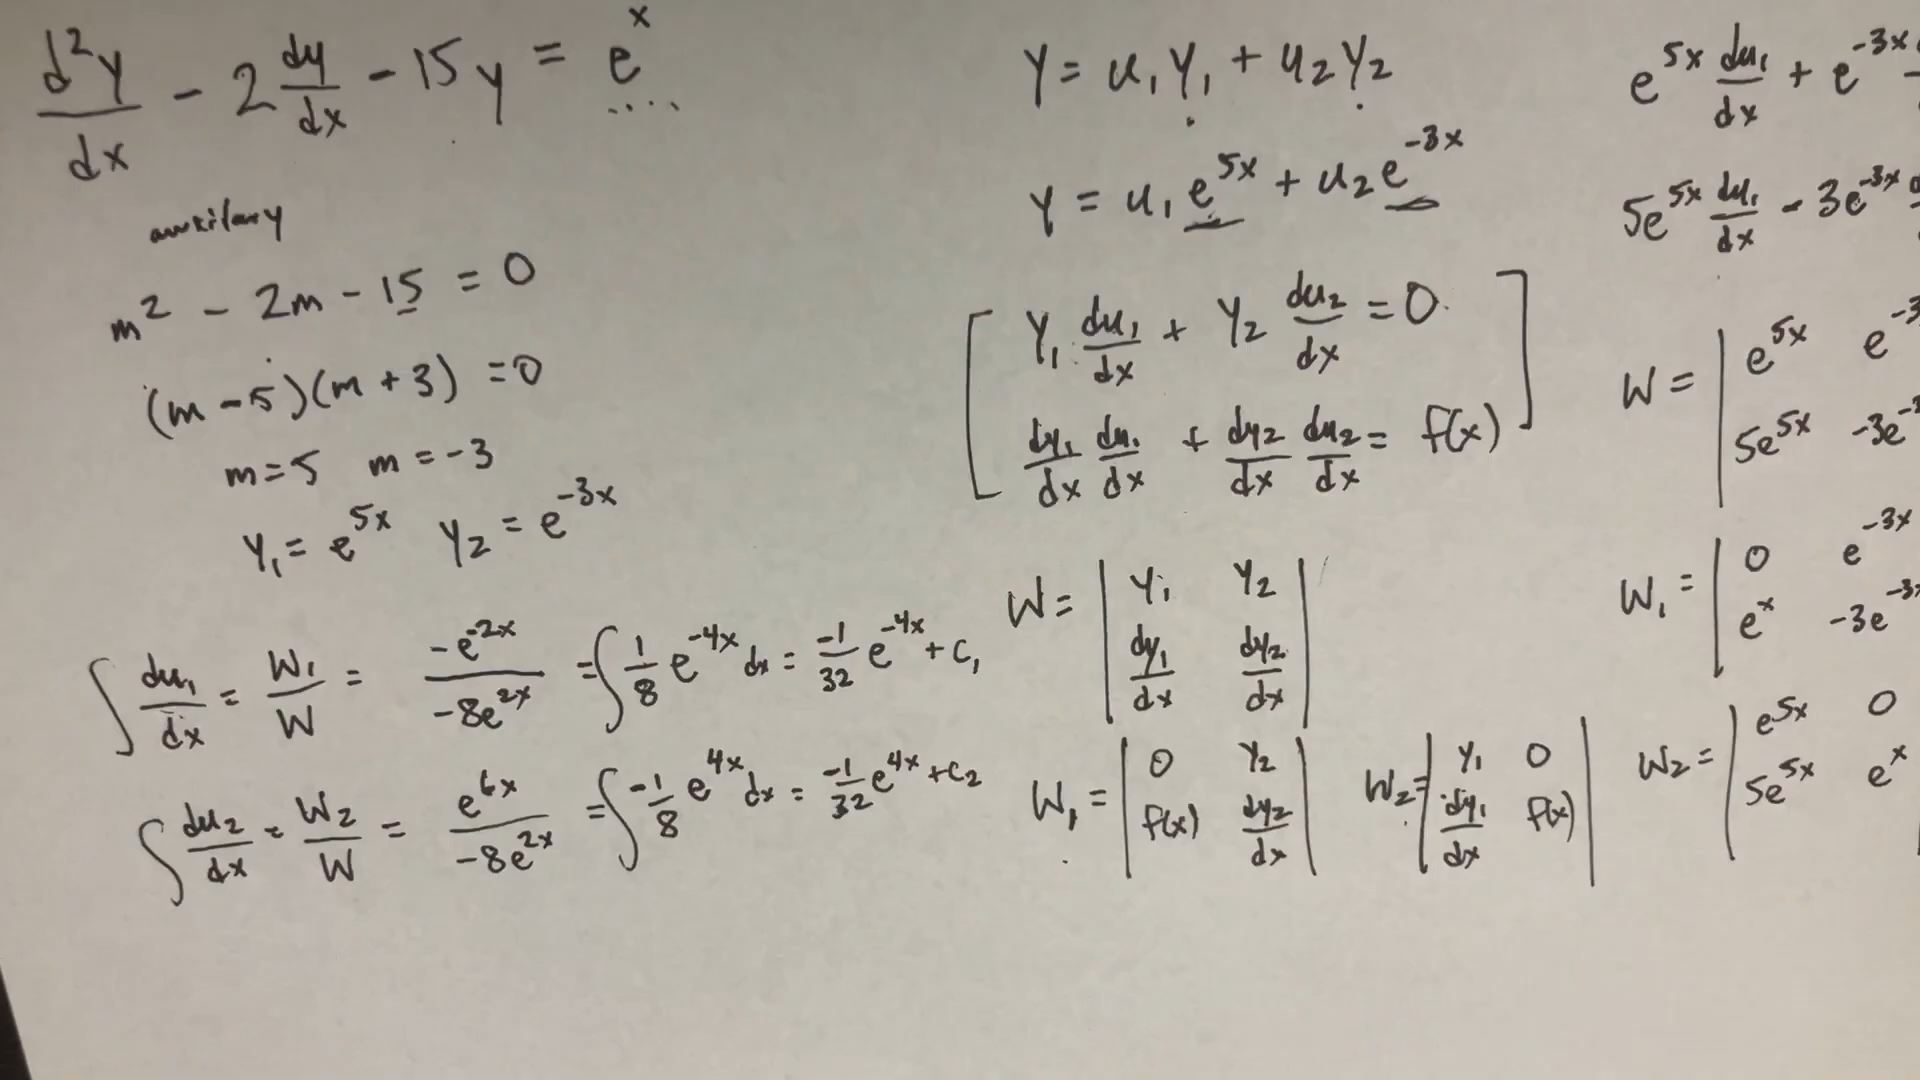 d²y/dx - 2 dy/dx - 15y = e^x
auxilary
m² - 2m - 15 = 0
(m - 5)(m + 3) = 0
m = 5 m = -3
Y₁ = e^5x Y₂ = e^-3x
∫ du₁/dx = W₁/W = -e^-2x / -8e^2x = ∫ 1/8 e^-4x dx = -1/32 e^-4x + C₁
∫ du₂/dx = W₂/W = e^6x / -8e^2x = ∫ -1/8 e^4x dx = -1/32 e^4x + C₂
Y = u₁Y₁ + u₂Y₂
Y = u₁e^5x + u₂e^-3x
[ Y₁ du₁/dx + Y₂ du₂/dx = 0
dy₁/dx du₁/dx + dy₂/dx du₂/dx = f(x) ]
W = | Y₁ Y₂ |
| dy₁/dx dy₂/dx |
W₁ = | 0 Y₂ |
| f(x) dy₂/dx |
W₂ = | Y₁ 0 |
| dy₁/dx f(x) |
e^5x du₁/dx + e^-3x
5e^5x du₁/dx - 3e^-3x
W = | e^5x e^-3
5e^5x -3e^-3
W₁ = | 0 e^-3x
e^x -3e^-3x
W₂ = | e^5x 0
5e^5x e^x